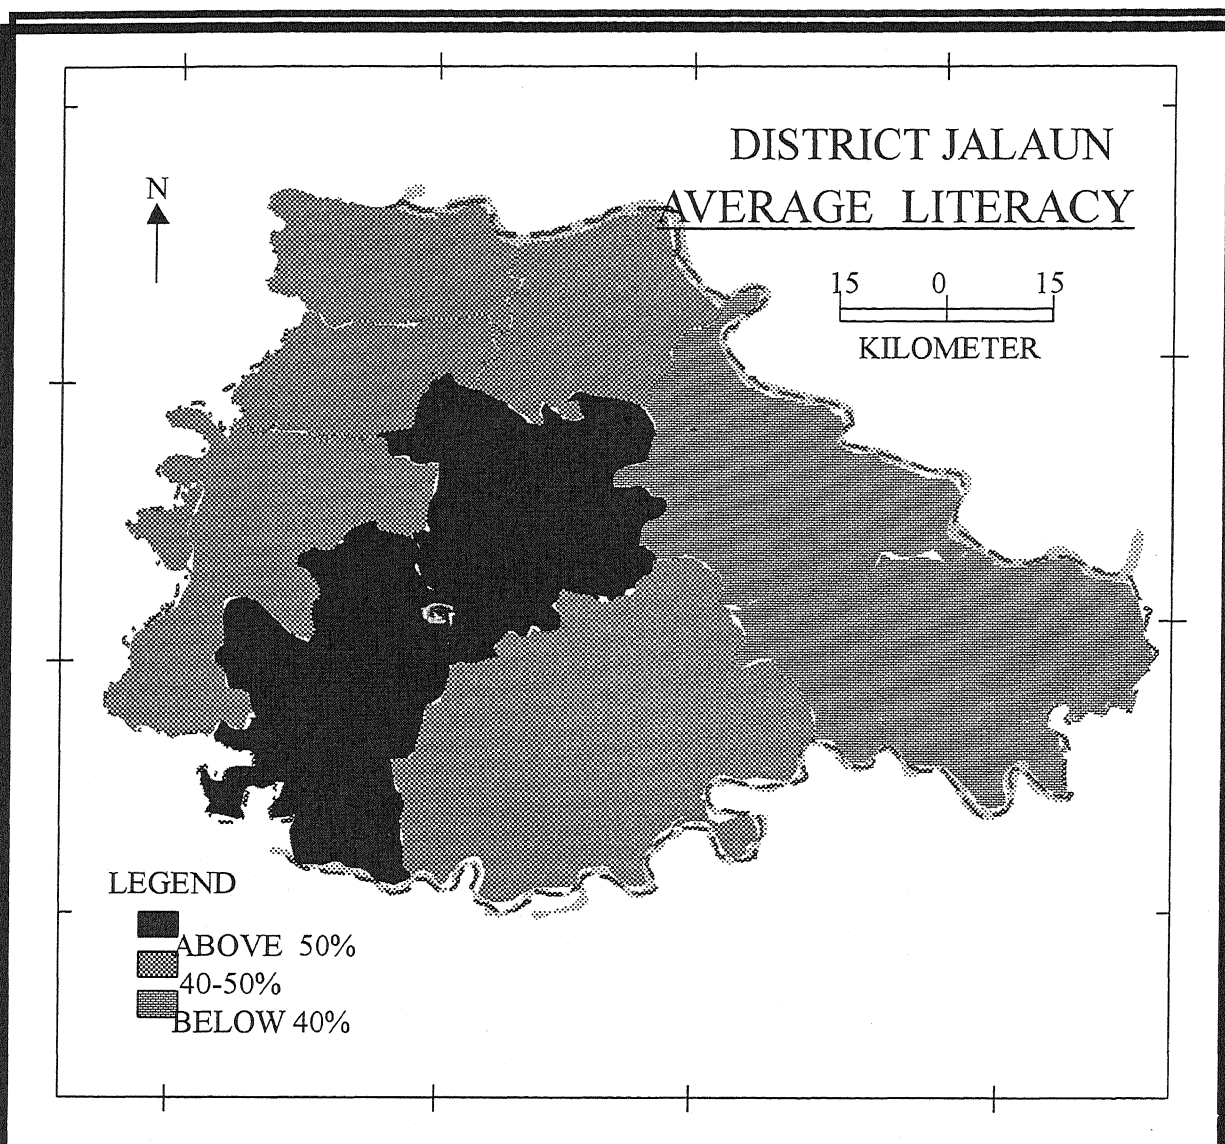 DISTRICT JALAUN
AVERAGE LITERACY
N
15 0 15
KILOMETER
LEGEND
ABOVE 50%
40-50%
BELOW 40%